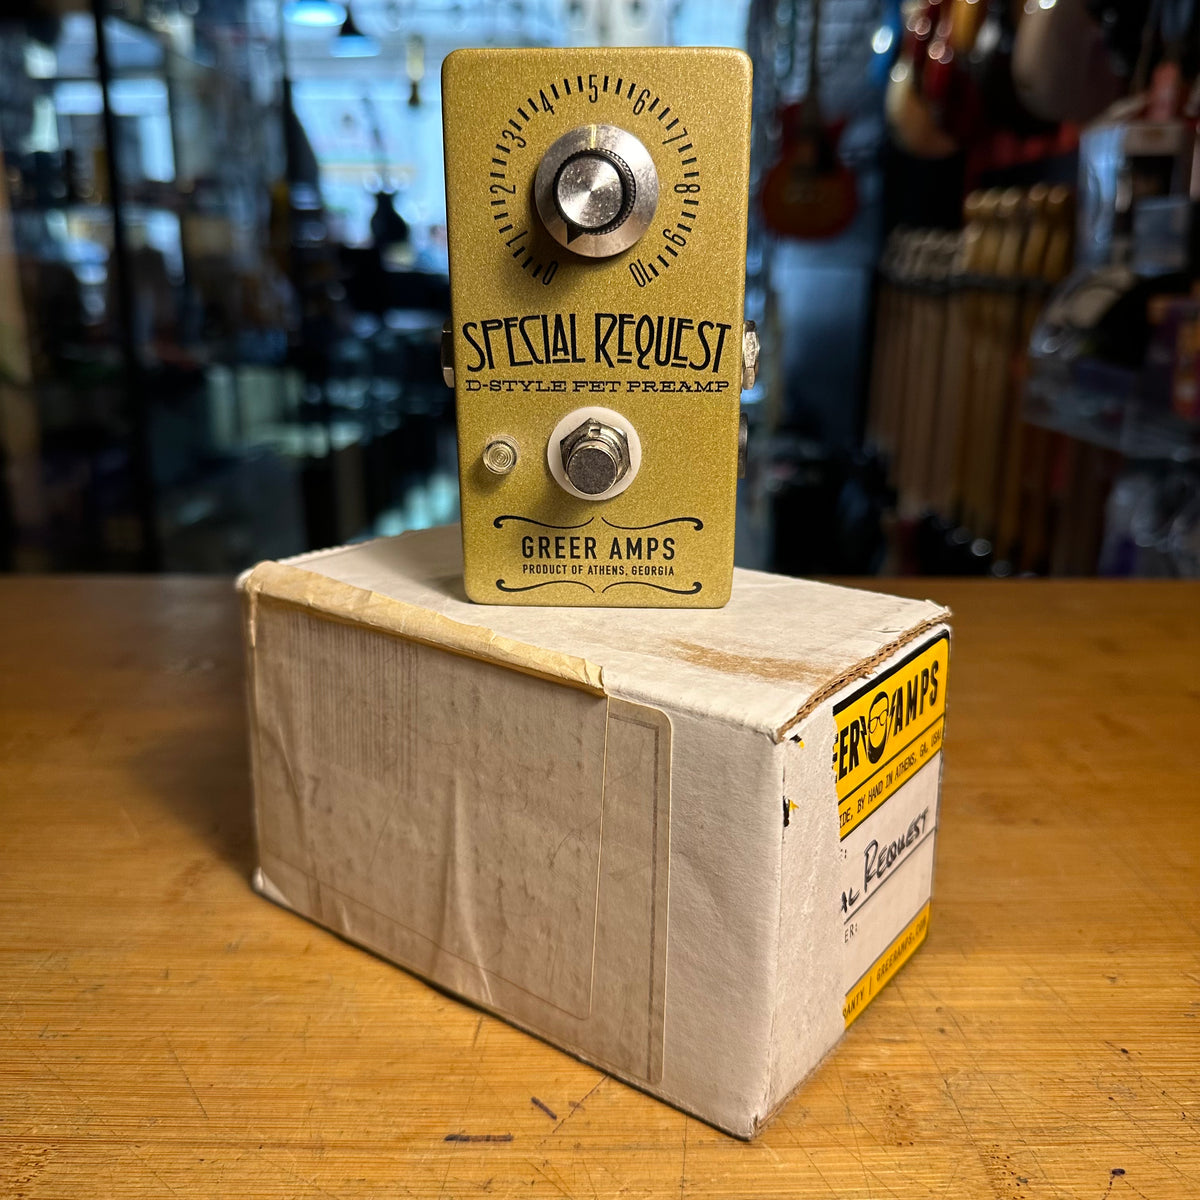 0 1 2 3 4 5 6 7 8 9 10
SPECIAL REQUEST
D-STYLE FET PREAMP
GREER AMPS
PRODUCT OF ATHENS, GEORGIA
AMPS
BY HAND IN ATHENS, GA, USA
REQUEST
GREERAMPS.COM